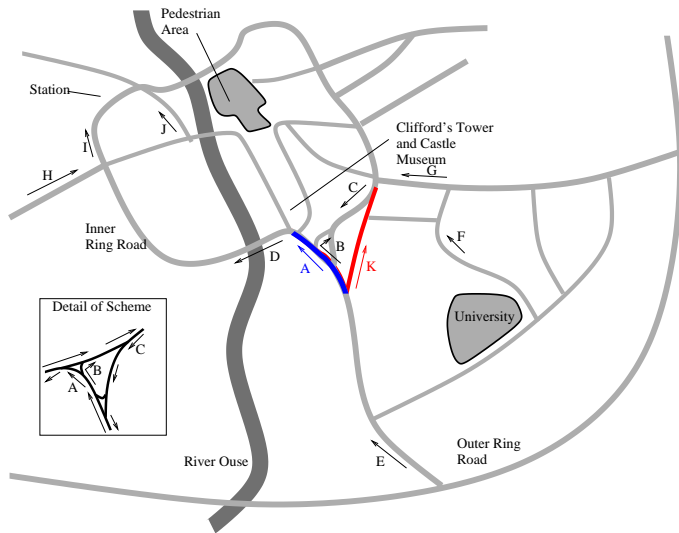 Pedestrian
Area
Station
Clifford's Tower
and Castle
Museum
J
I
H
G
C
Inner
Ring Road
D
B
A
K
F
Detail of Scheme
C
B
A
University
River Ouse
E
Outer Ring
Road